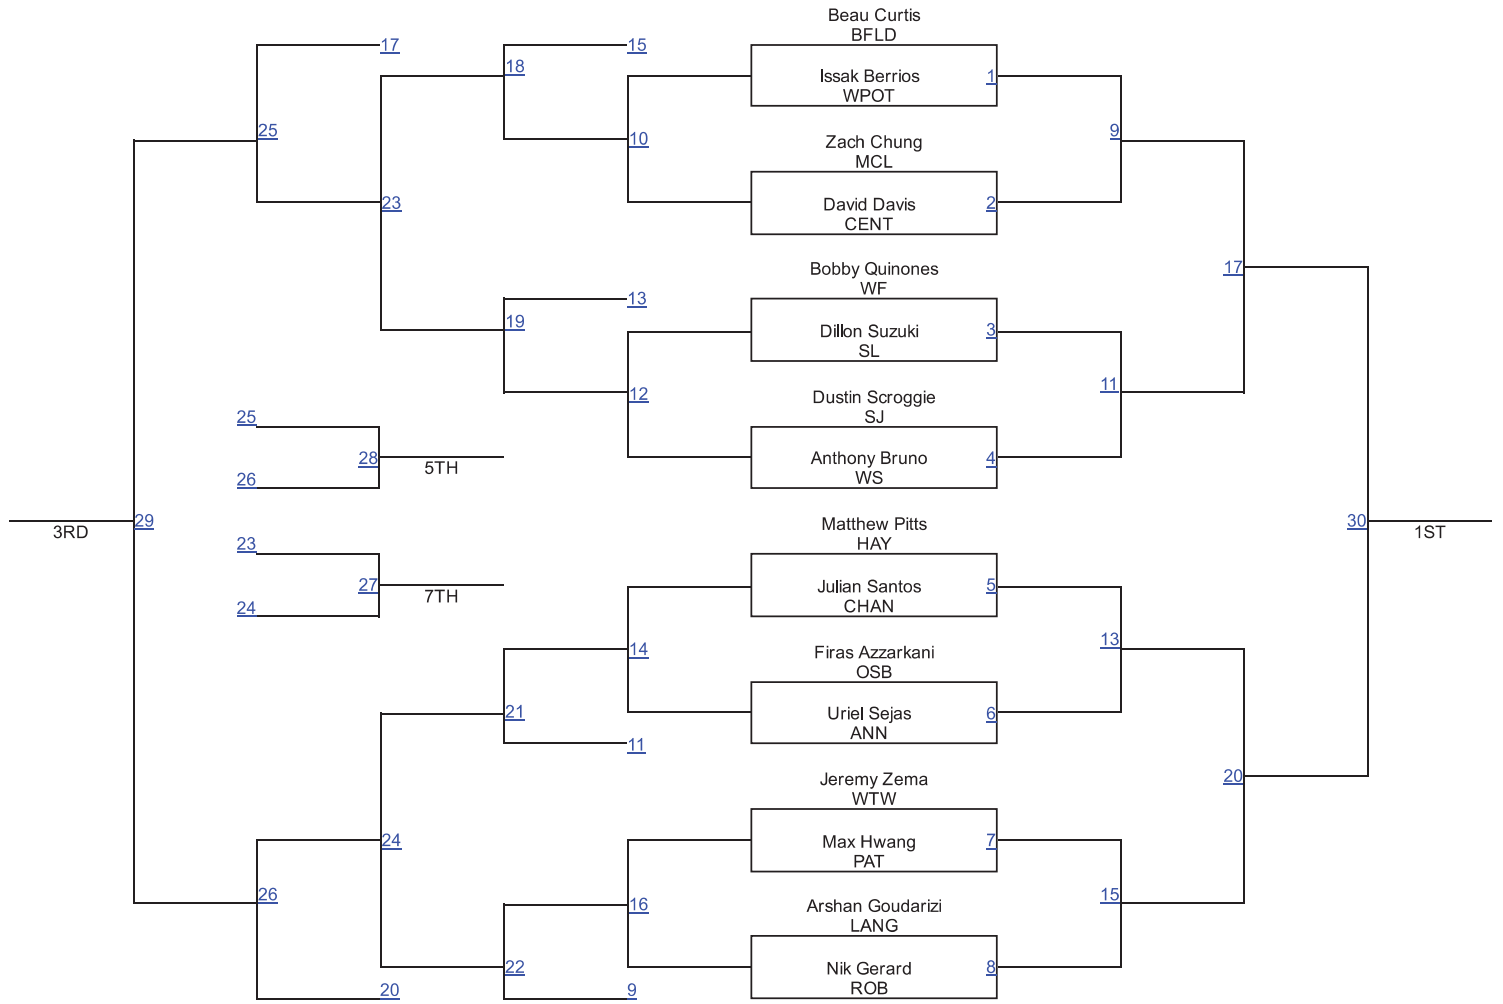 Beau Curtis
BFLD
17
15
18
Issak Berrios
1
WPOT
25
10
Zach Chung
9
MCL
23
David Davis
2
CENT
Bobby Quinones
17
WF
13
19
Dillon Suzuki
3
SL
12
Dustin Scroggie
11
SJ
25
28
5TH
Anthony Bruno
4
WS
26
3RD
29
Matthew Pitts
30
1ST
HAY
23
27
7TH
Julian Santos
5
CHAN
24
14
Firas Azzarkani
13
OSB
21
Uriel Sejas
6
ANN
11
Jeremy Zema
20
WTW
24
Max Hwang
7
PAT
26
16
Arshan Goudarizi
15
LANG
22
Nik Gerard
8
ROB
20
9